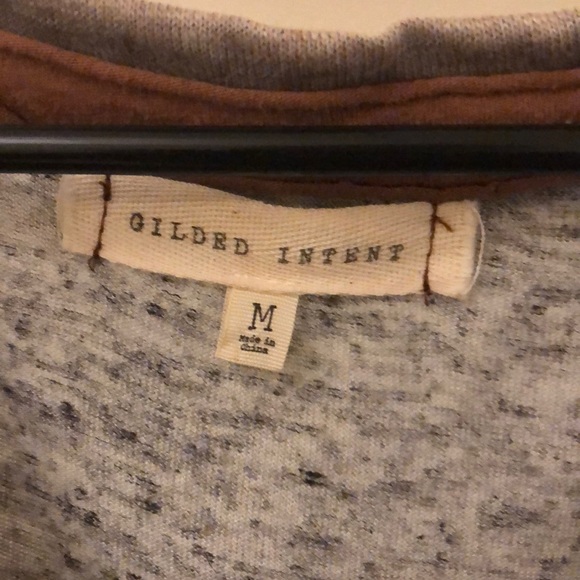 GILDED INTENT
M
Made in
China